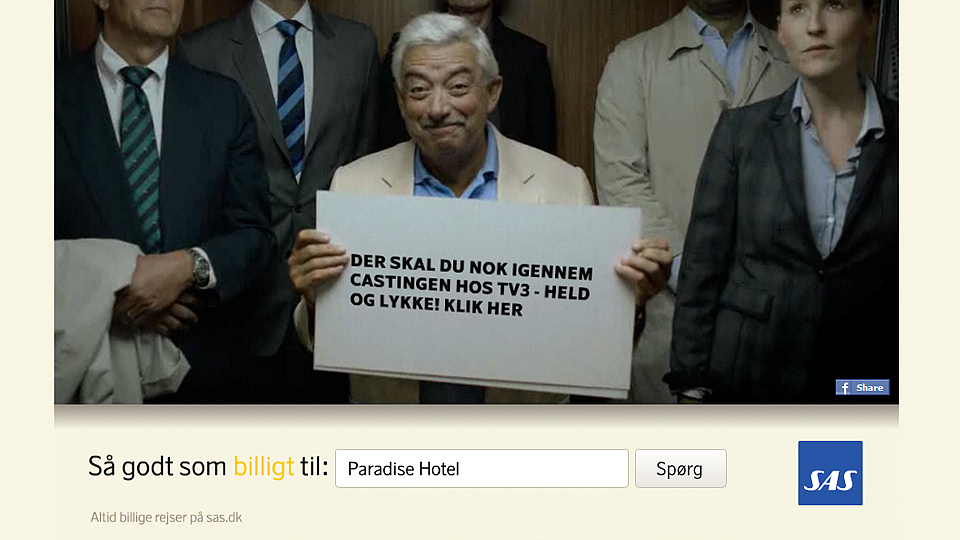 DER SKAL DU NOK IGENNEM
CASTINGEN HOS TV3 - HELD
OG LYKKE! KLIK HER
f Share
Så godt som billigt til: Paradise Hotel Spørg
SAS
Altid billige rejser på sas.dk